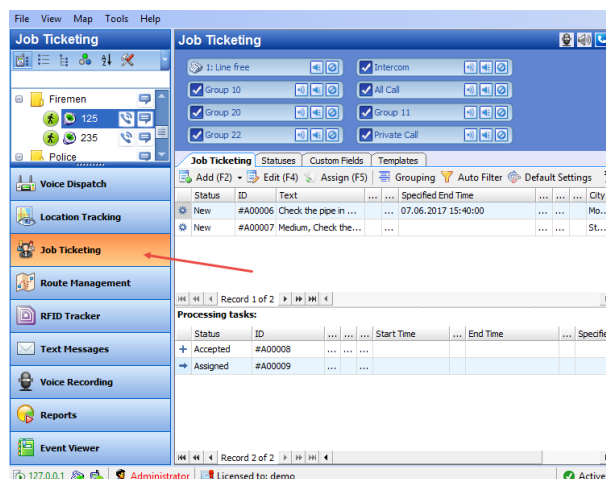 File View Map Tools Help
Job Ticketing
Job Ticketing
1: Line free
Intercom
Group 10
All Call
Group 20
Group 11
Group 22
Private Call
Firemen
125
235
Police
Voice Dispatch
Location Tracking
Job Ticketing
Route Management
RFID Tracker
Text Messages
Voice Recording
Reports
Event Viewer
Job Ticketing Statuses Custom Fields Templates
Add (F2) Edit (F4) Assign (F5) Grouping Auto Filter Default Settings
Status ID Text ... ... Specified End Time ... ... ... City
New #A00006 Check the pipe in ... ... 07.06.2017 15:40:00 ... ... Mo...
New #A00007 Medium, Check the... ... ... ... St...
Record 1 of 2
Processing tasks:
Status ID ... ... ... Start Time ... End Time ... Specifie
Accepted #A00008 ... ... ...
Assigned #A00009 ... ...
Record 2 of 2
127.0.0.1 Administrator Licensed to: demo Active